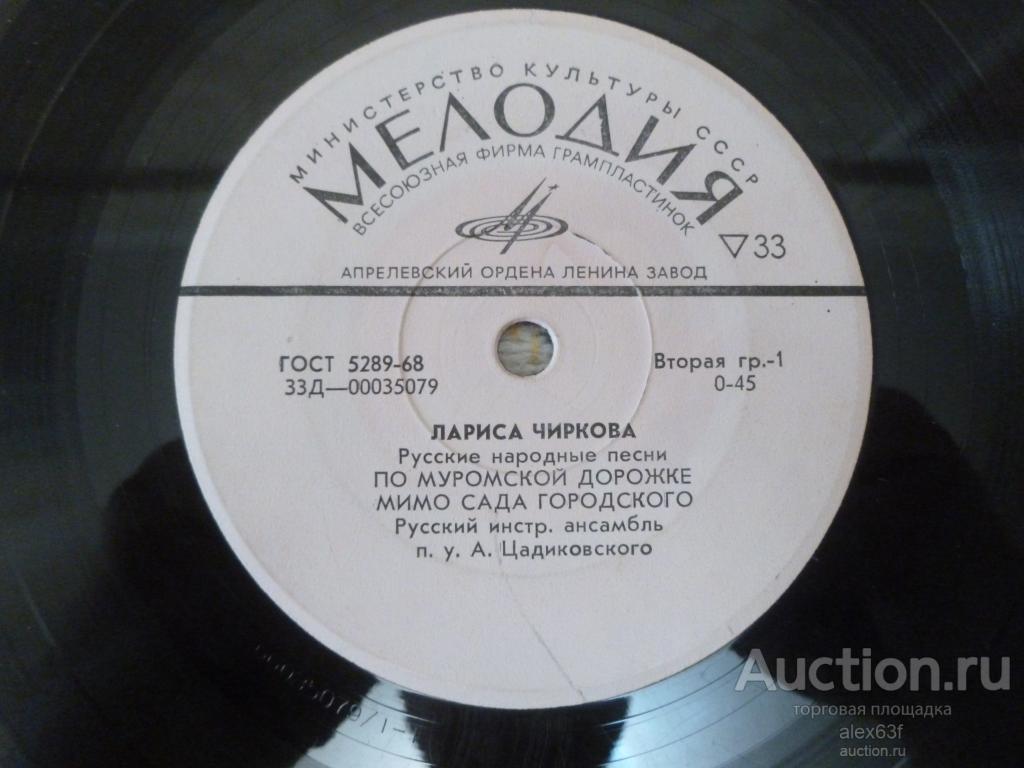 МИНИСТЕРСТВО КУЛЬТУРЫ СССР
МЕЛОДИЯ
ВСЕСОЮЗНАЯ ФИРМА ГРАМПЛАСТИНОК
▽33
АПРЕЛЕВСКИЙ ОРДЕНА ЛЕНИНА ЗАВОД
ГОСТ 5289-68
Вторая гр.-1
33Д—00035079
0-45
ЛАРИСА ЧИРКОВА
Русские народные песни
ПО МУРОМСКОЙ ДОРОЖКЕ
МИМО САДА ГОРОДСКОГО
Русский инстр. ансамбль
п. у. А. Цадиковского
Auction.ru
торговая площадка
alex63f
auction.ru